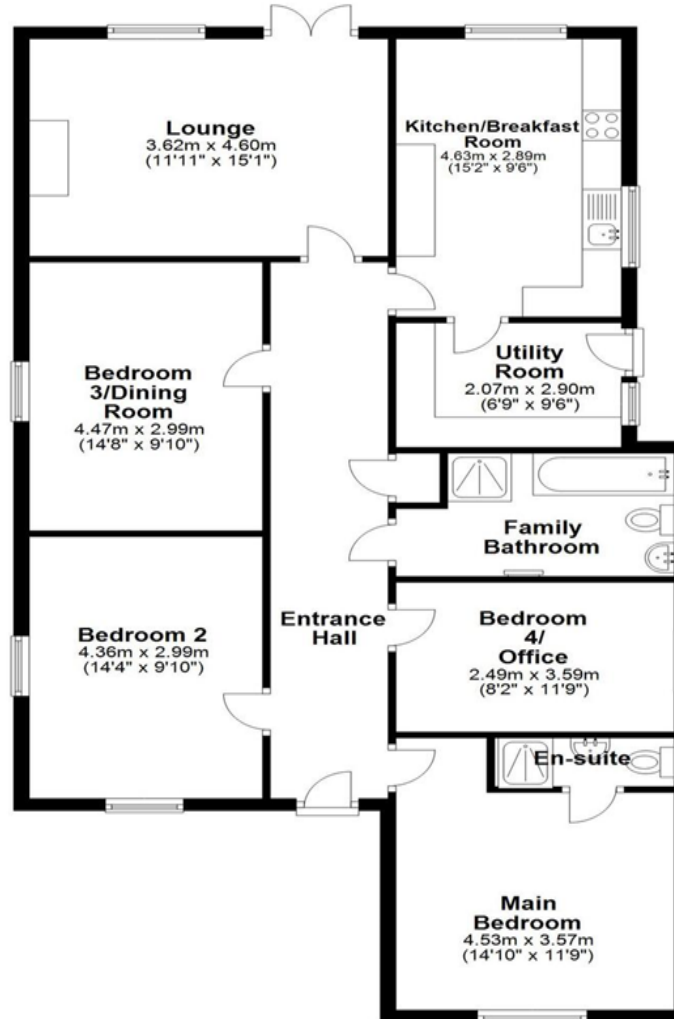 Lounge
3.62m x 4.60m
(11'11" x 15'1")
Kitchen/Breakfast
Room
4.63m x 2.89m
(15'2" x 9'6")
Bedroom
3/Dining
Room
4.47m x 2.99m
(14'8" x 9'10")
Utility
Room
2.07m x 2.90m
(6'9" x 9'6")
Family
Bathroom
Bedroom 2
4.36m x 2.99m
(14'4" x 9'10")
Entrance
Hall
Bedroom
4/
Office
2.49m x 3.59m
(8'2" x 11'9")
En-suite
Main
Bedroom
4.53m x 3.57m
(14'10" x 11'9")